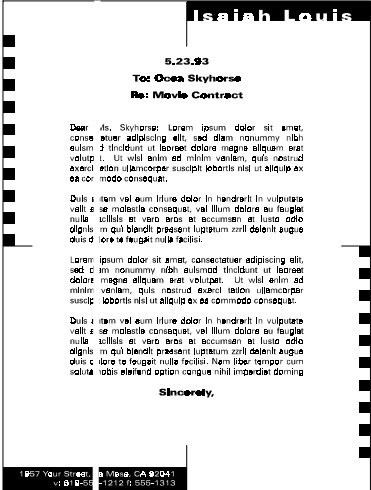 Isaiah Louis
5.23.93
To: Ocea Skyhorse
Re: Movie Contract
Dear Ms. Skyhorse: Lorem ipsum dolor sit amet,
conse etuer adipiscing elit, sed diam nonummy nibh
euismod tincidunt ut laoreet dolore magna aliquam erat
volutpat. Ut wisi enim ad minim veniam, quis nostrud
exerci tation ullamcorper suscipit lobortis nisl ut aliquip ex
ea commodo consequat.
Duis autem vel eum iriure dolor in hendrerit in vulputate
velit esse molestie consequat, vel illum dolore eu feugiat
nulla facilisis at vero eros et accumsan et iusto odio
dignissim qui blandit praesent luptatum zzril delenit augue
duis dolore te feugait nulla facilisi.
Lorem ipsum dolor sit amet, consectetuer adipiscing elit,
sed diam nonummy nibh euismod tincidunt ut laoreet
dolore magna aliquam erat volutpat. Ut wisi enim ad
minim veniam, quis nostrud exerci tation ullamcorper
suscipit lobortis nisl ut aliquip ex ea commodo consequat.
Duis autem vel eum iriure dolor in hendrerit in vulputate
velit esse molestie consequat, vel illum dolore eu feugiat
nulla facilisis at vero eros et accumsan et iusto odio
dignissim qui blandit praesent luptatum zzril delenit augue
duis dolore te feugait nulla facilisi. Nam liber tempor cum
soluta nobis eleifend option congue nihil imperdiet doming
Sincerely,
1957 Your Street, La Mesa, CA 92041
v: 619-555-1212 f: 555-1313